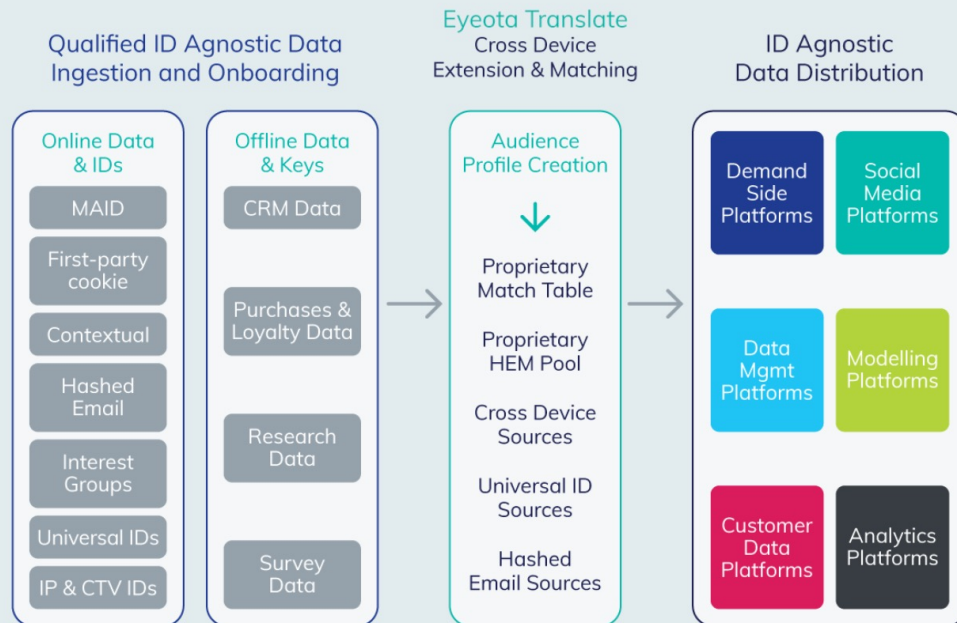 Qualified ID Agnostic Data
Ingestion and Onboarding
Online Data
& IDs
MAID
First-party
cookie
Contextual
Hashed
Email
Interest
Groups
Universal IDs
IP & CTV IDs
Offline Data
& Keys
CRM Data
Purchases &
Loyalty Data
Research
Data
Survey
Data
Eyeota Translate
Cross Device
Extension & Matching
Audience
Profile Creation
Proprietary
Match Table
Proprietary
HEM Pool
Cross Device
Sources
Universal ID
Sources
Hashed
Email Sources
ID Agnostic
Data Distribution
Demand
Side
Platforms
Social
Media
Platforms
Data
Mgmt
Platforms
Modelling
Platforms
Customer
Data
Platforms
Analytics
Platforms